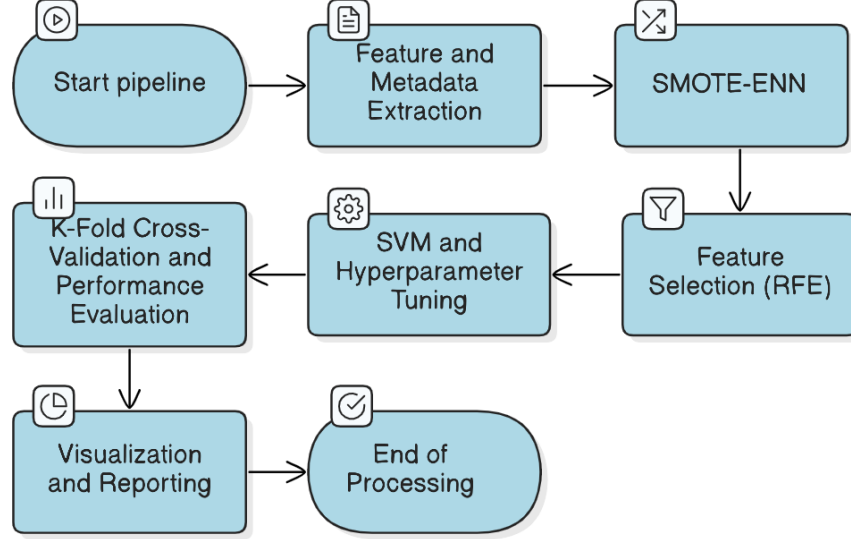 Start pipeline
Feature and
Metadata
Extraction
SMOTE-ENN
Feature
Selection (RFE)
SVM and
Hyperparameter
Tuning
K-Fold Cross-
Validation and
Performance
Evaluation
Visualization
and Reporting
End of
Processing